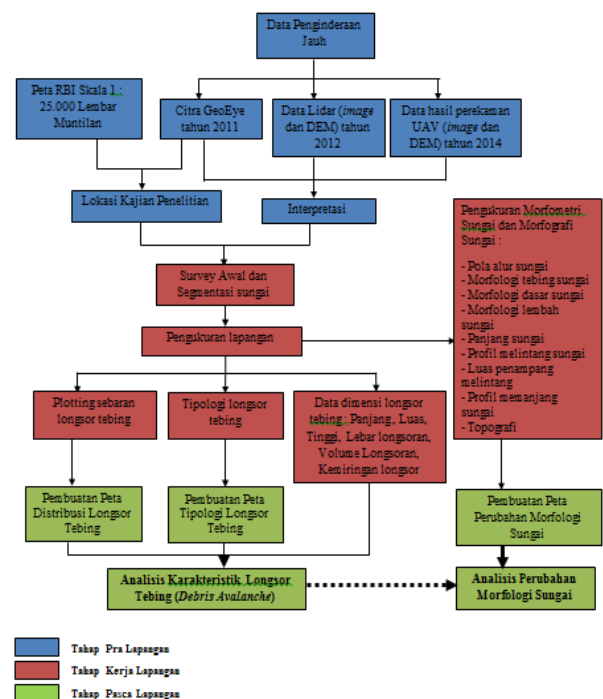 Data Penginderaan
Jauh
Peta RBI Skala 1 :
25.000 Lembar
Muntilan
Citra GeoEye
tahun 2011
Data Lidar (image
dan DEM) tahun
2012
Data hasil perekaman
UAV (image dan
DEM) tahun 2014
Lokasi Kajian Penelitian
Interpretasi
Pengukuran Morfometri
Sungai dan Morfografi
Sungai :
- Pola alur sungai
- Morfologi tebing sungai
- Morfologi dasar sungai
- Morfologi lembah
sungai
- Panjang sungai
- Profil melintang sungai
- Luas penampang
melintang
- Profil memanjang
sungai
- Topografi
Survey Awal dan
Segmentasi sungai
Pengukuran lapangan
Plotting sebaran
longsor tebing
Tipologi longsor
tebing
Data dimensi longsor
tebing : Panjang, Luas,
Tinggi, Lebar longsoran,
Volume Longsoran,
Kemiringan longsor
Pembuatan Peta
Distribusi Longsor
Tebing
Pembuatan Peta
Tipologi Longsor
Tebing
Pembuatan Peta
Perubahan Morfologi
Sungai
Analisis Karakteristik Longsor
Tebing (Debris Avalanche)
Analisis Perubahan
Morfologi Sungai
Tahap Pra Lapangan
Tahap Kerja Lapangan
Tahap Pasca Lapangan